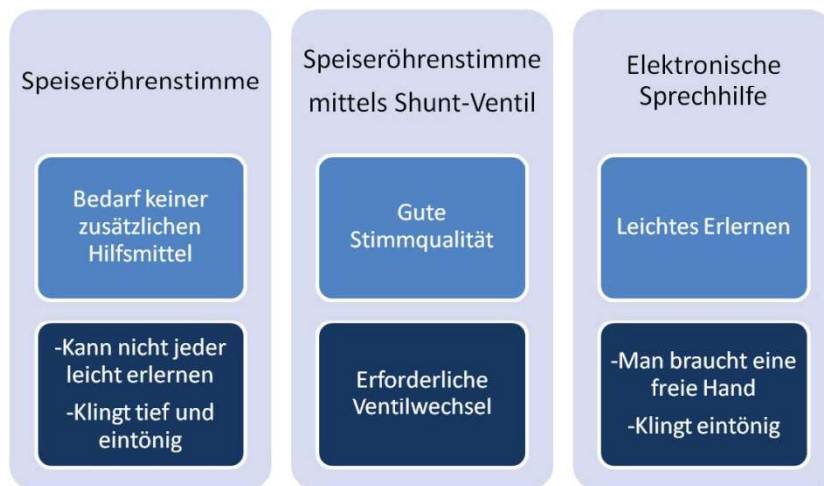 Speiseröhrenstimme
Bedarf keiner
zusätzlichen
Hilfsmittel
-Kann nicht jeder
leicht erlernen
-Klingt tief und
eintönig
Speiseröhrenstimme
mittels Shunt-Ventil
Gute
Stimmqualität
Erforderliche
Ventilwechsel
Elektronische
Sprechhilfe
Leichtes Erlernen
-Man braucht eine
freie Hand
-Klingt eintönig